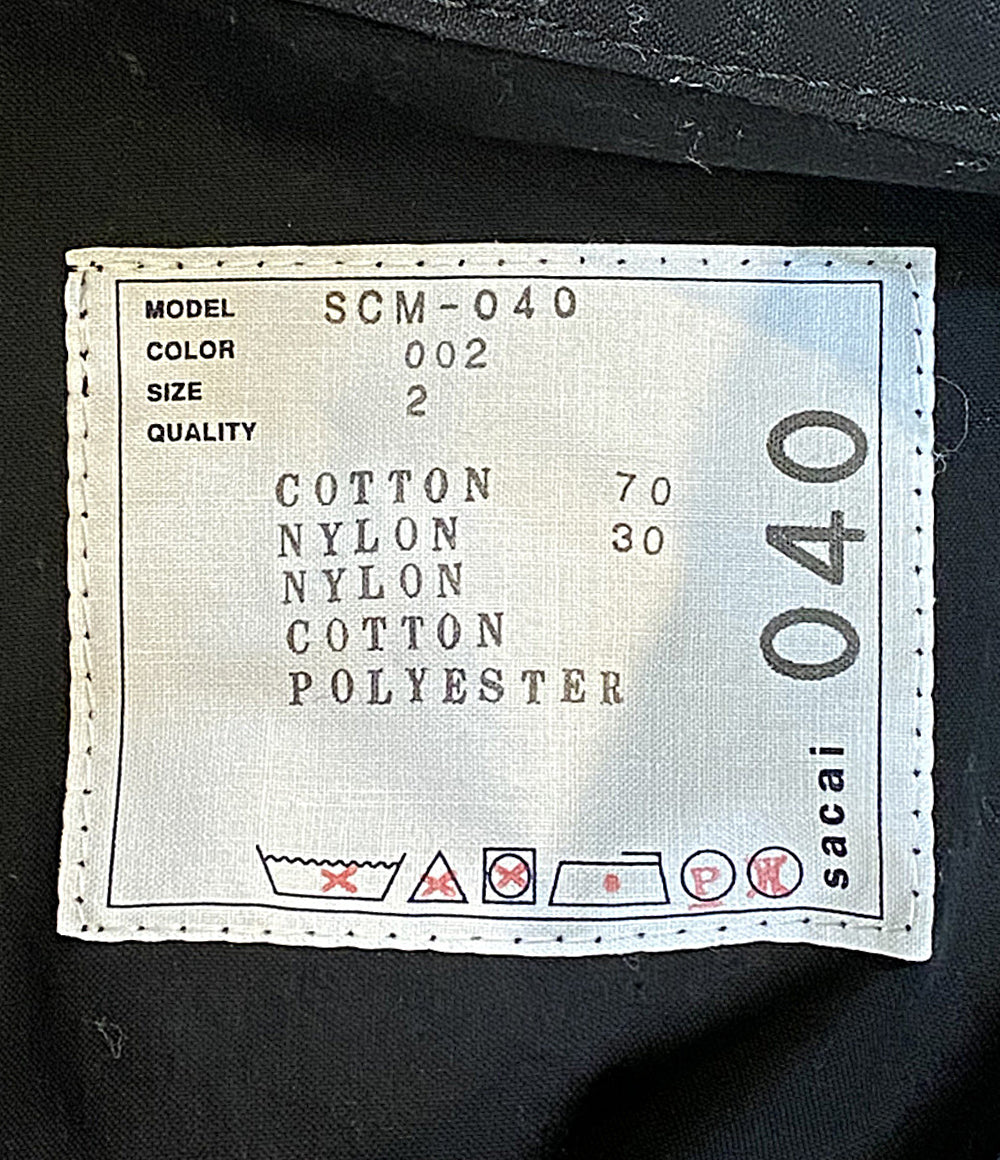 MODEL SCM-040
COLOR 002
SIZE 2
QUALITY
COTTON 70
NYLON 30
NYLON
COTTON
POLYESTER
P W
sacai 040